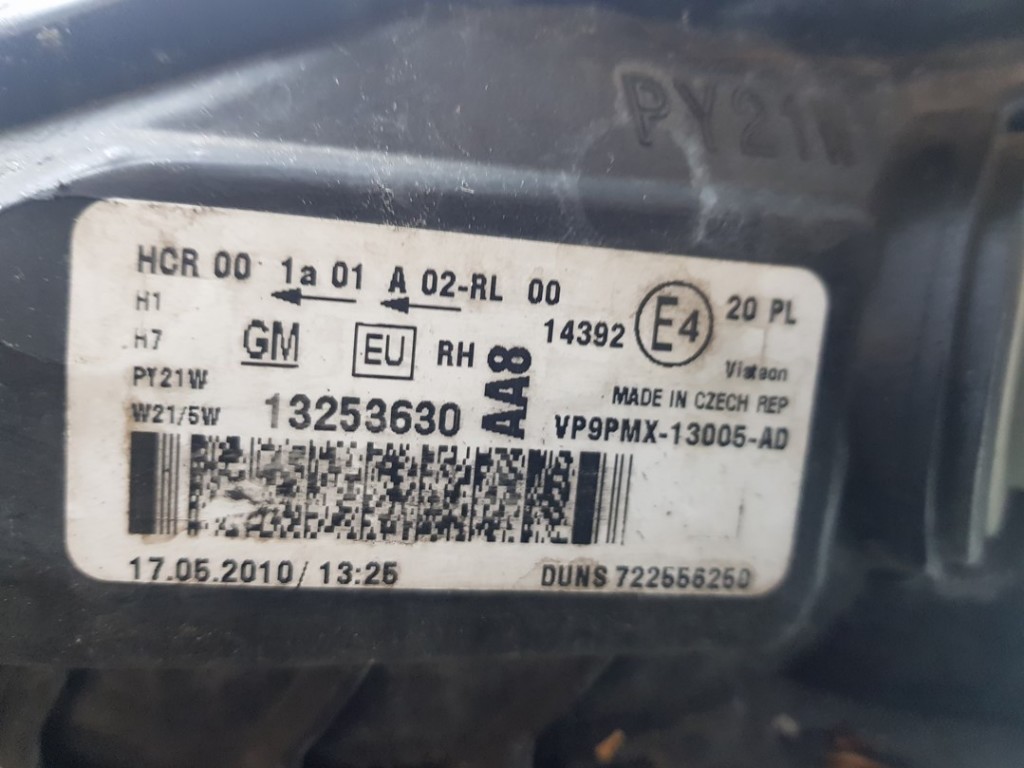 PY21W
HCR 00 1a 01 A 02-RL 00
H1
H7
PY21W
W21/5W
GM
EU
RH
AA8
14392
E4
20 PL
Visteon
MADE IN CZECH REP
13253630
VP9PMX-13005-AD
17.05.2010/ 13:25
DUNS 722556250